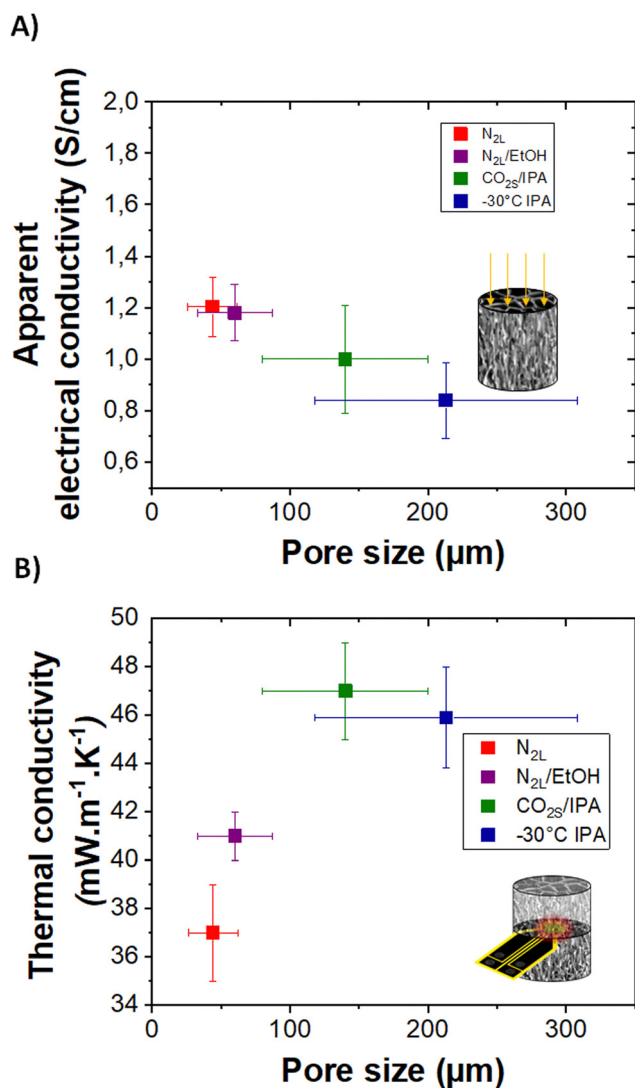 A)
Apparent
electrical conductivity (S/cm)
2,0
1,8
1,6
1,4
1,2
1,0
0,8
0,6
N2L
N2L/EtOH
CO2S/IPA
-30°C IPA
0
100
200
300
Pore size (µm)
B)
Thermal conductivity
(mW.m-1.K-1)
50
48
46
44
42
40
38
36
34
N2L
N2L/EtOH
CO2S/IPA
-30°C IPA
0
100
200
300
Pore size (µm)